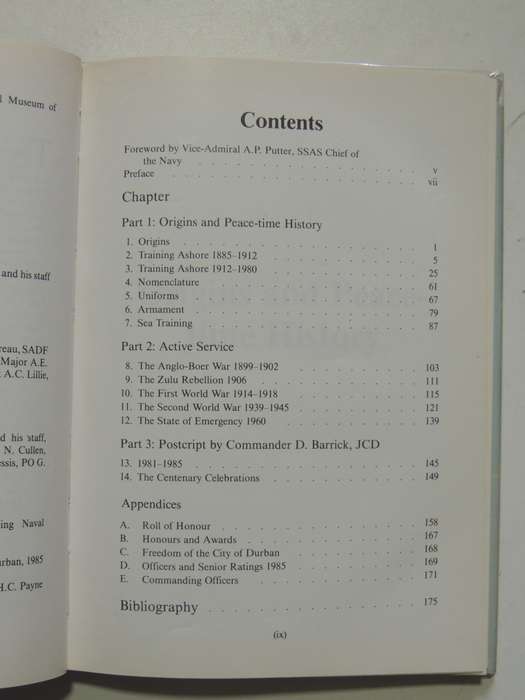 l Museum of
and his staff
reau, SADF
Major A.E.
A.C. Lillie,
d his staff,
N. Cullen,
essis, PO G.
ing Naval
urban, 1985
H.C. Payne
Contents
Foreword by Vice-Admiral A.P. Putter, SSAS Chief of
the Navy . . . . . . . . . . . . . v
Preface . . . . . . . . . . . . . . vii
Chapter
Part 1: Origins and Peace-time History
1. Origins . . . . . . . . . . . . . 1
2. Training Ashore 1885-1912 . . . . . . . 5
3. Training Ashore 1912-1980 . . . . . . . 25
4. Nomenclature . . . . . . . . . . . 61
5. Uniforms . . . . . . . . . . . . 67
6. Armament . . . . . . . . . . . . 79
7. Sea Training . . . . . . . . . . . 87
Part 2: Active Service
8. The Anglo-Boer War 1899-1902 . . . . . . 103
9. The Zulu Rebellion 1906 . . . . . . . . 111
10. The First World War 1914-1918 . . . . . . 115
11. The Second World War 1939-1945 . . . . . 121
12. The State of Emergency 1960 . . . . . . . 139
Part 3: Postcript by Commander D. Barrick, JCD
13. 1981-1985 . . . . . . . . . . . . 145
14. The Centenary Celebrations . . . . . . . 149
Appendices
A. Roll of Honour . . . . . . . . . . 158
B. Honours and Awards . . . . . . . . . 167
C. Freedom of the City of Durban . . . . . . 168
D. Officers and Senior Ratings 1985 . . . . . . 169
E. Commanding Officers . . . . . . . . . 171
Bibliography . . . . . . . . . . . . 175
(ix)